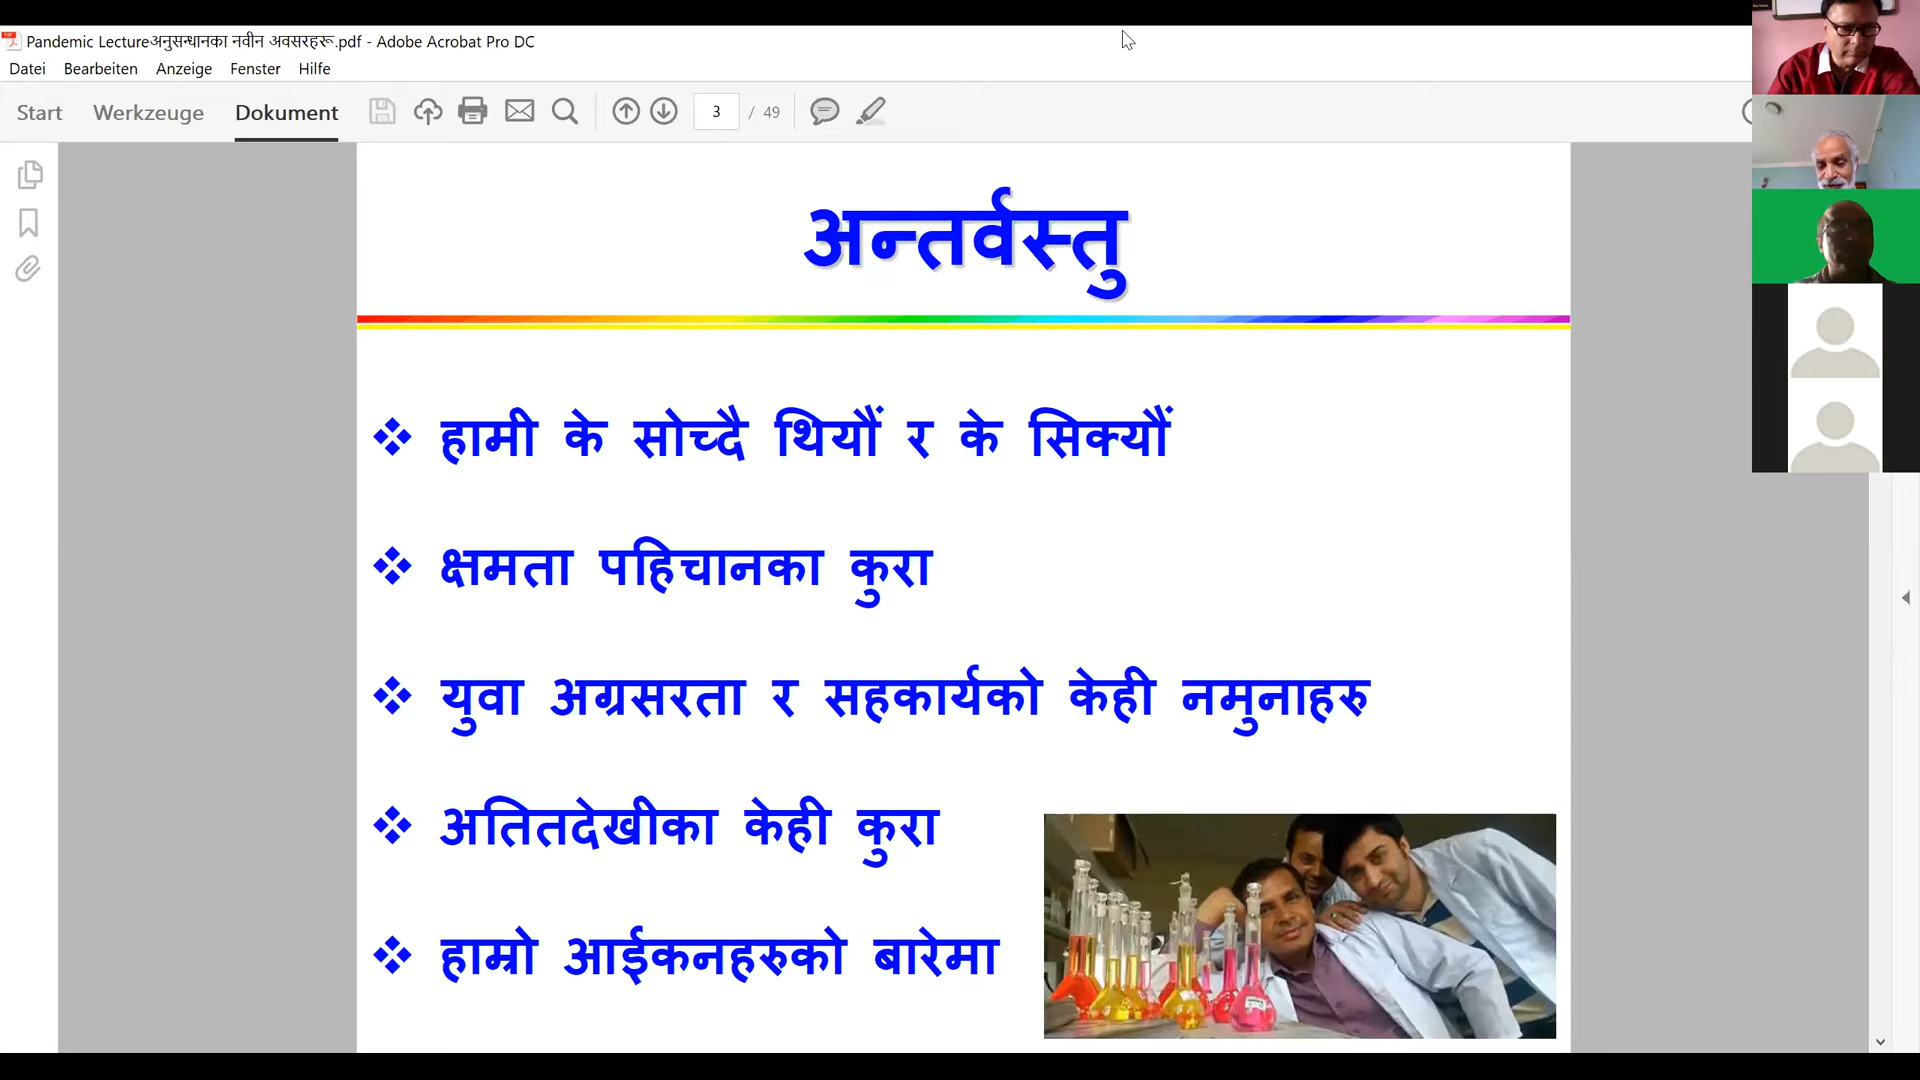 Pandemic Lectureअनुसन्धानका नवीन अवसरहरू.pdf - Adobe Acrobat Pro DC
Datei Bearbeiten Anzeige Fenster Hilfe
Start Werkzeuge Dokument 3 / 49
अन्तर्वस्तु
❖ हामी के सोच्दै थियौं र के सिक्यौं
❖ क्षमता पहिचानका कुरा
❖ युवा अग्रसरता र सहकार्यको केही नमुनाहरु
❖ अतितदेखीका केही कुरा
❖ हाम्रो आईकनहरुको बारेमा